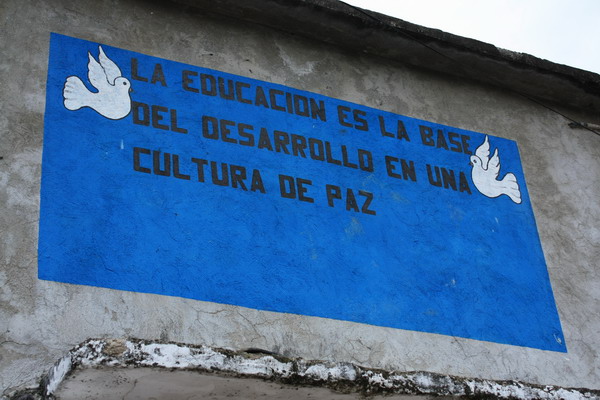 LA EDUCACION ES LA BASE
DEL DESARROLLO EN UNA
CULTURA DE PAZ